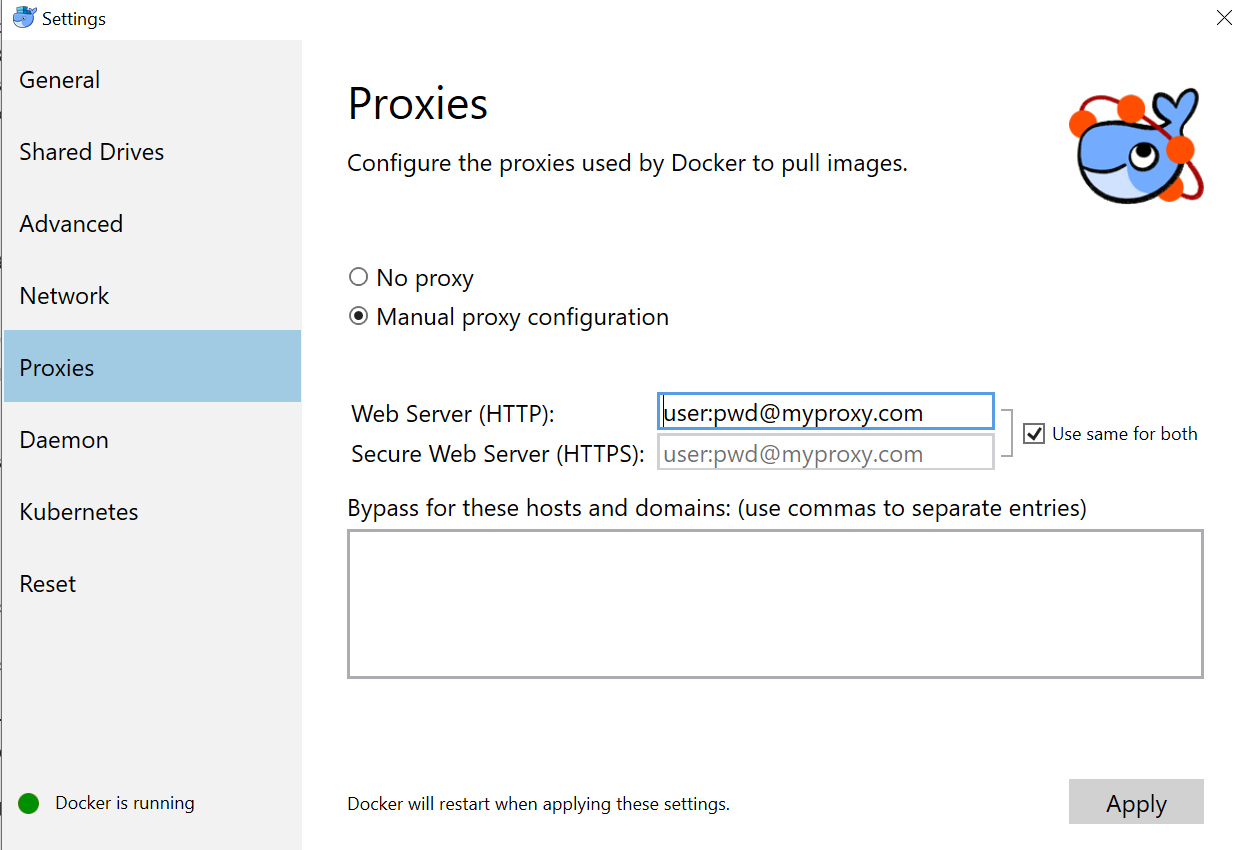 Settings
General
Shared Drives
Advanced
Network
Proxies
Daemon
Kubernetes
Reset
Docker is running
Proxies
Configure the proxies used by Docker to pull images.
No proxy
Manual proxy configuration
Web Server (HTTP): user:pwd@myproxy.com
Secure Web Server (HTTPS): user:pwd@myproxy.com
Use same for both
Bypass for these hosts and domains: (use commas to separate entries)
Docker will restart when applying these settings.
Apply